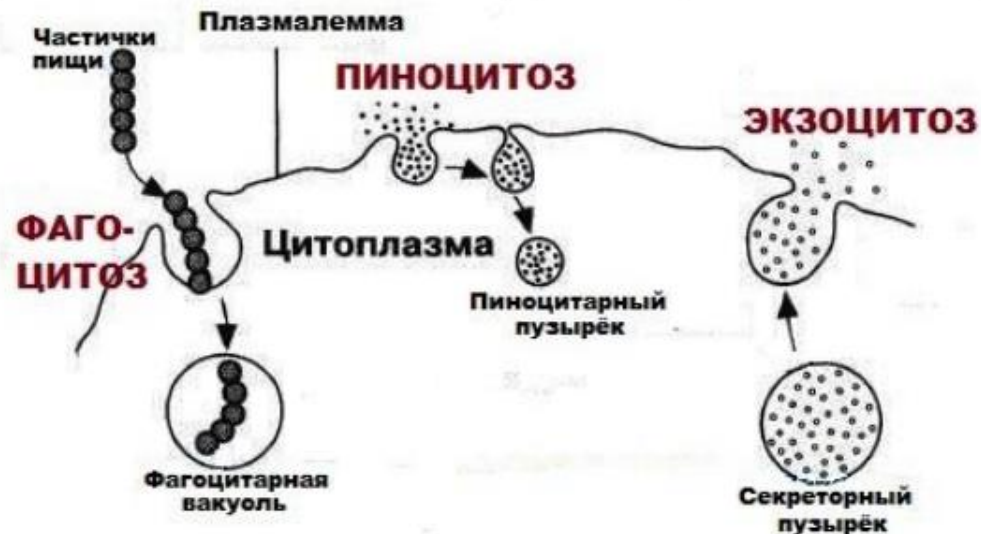 Частички
пищи
Плазмалемма
ПИНОЦИТОЗ
ЭКЗОЦИТОЗ
ФАГО-
ЦИТОЗ
Цитоплазма
Пиноцитарный
пузырёк
Фагоцитарная
вакуоль
Секреторный
пузырёк